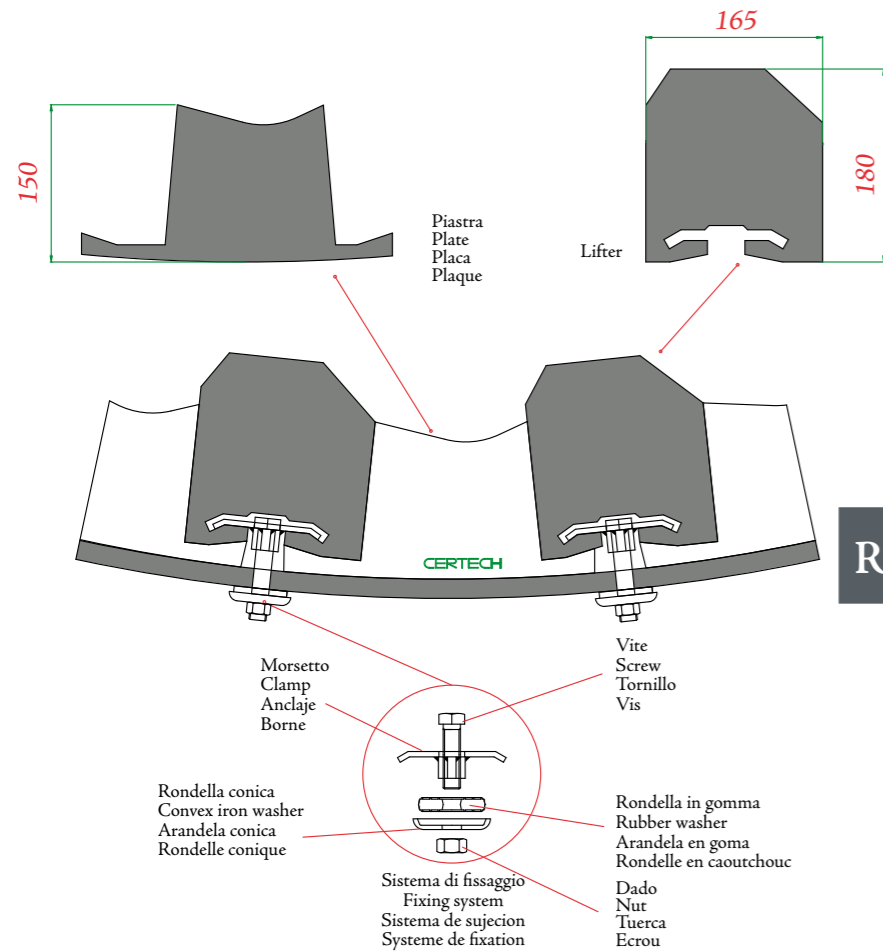 165
150
180
Piastra
Plate
Placa
Plaque
Lifter
CERTECH
R
Morsetto
Clamp
Anclaje
Borne
Vite
Screw
Tornillo
Vis
Rondella conica
Convex iron washer
Arandela conica
Rondelle conique
Rondella in gomma
Rubber washer
Arandela en goma
Rondelle en caoutchouc
Sistema di fissaggio
Fixing system
Sistema de sujecion
Systeme de fixation
Dado
Nut
Tuerca
Ecrou